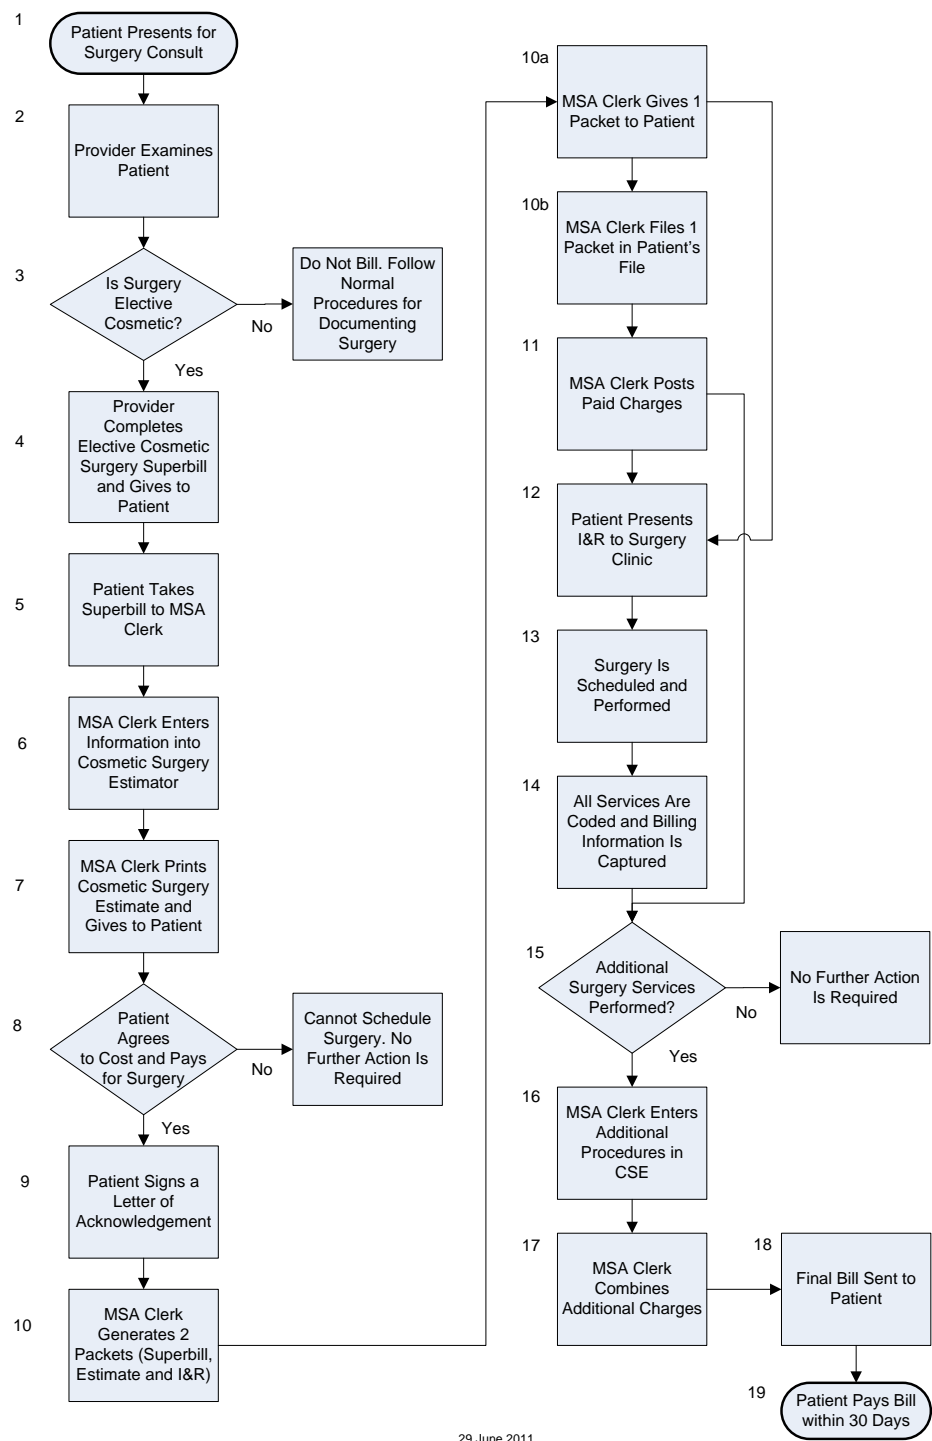 1
Patient Presents for
Surgery Consult
2
Provider Examines
Patient
3
Is Surgery
Elective
Cosmetic?
No
Do Not Bill. Follow
Normal
Procedures for
Documenting
Surgery
Yes
4
Provider
Completes
Elective Cosmetic
Surgery Superbill
and Gives to
Patient
5
Patient Takes
Superbill to MSA
Clerk
6
MSA Clerk Enters
Information into
Cosmetic Surgery
Estimator
7
MSA Clerk Prints
Cosmetic Surgery
Estimate and
Gives to Patient
8
Patient
Agrees
to Cost and Pays
for Surgery
No
Cannot Schedule
Surgery. No
Further Action Is
Required
Yes
9
Patient Signs a
Letter of
Acknowledgement
10
MSA Clerk
Generates 2
Packets (Superbill,
Estimate and I&R)
10a
MSA Clerk Gives 1
Packet to Patient
10b
MSA Clerk Files 1
Packet in Patient's
File
11
MSA Clerk Posts
Paid Charges
12
Patient Presents
I&R to Surgery
Clinic
13
Surgery Is
Scheduled and
Performed
14
All Services Are
Coded and Billing
Information Is
Captured
15
Additional
Surgery Services
Performed?
No
No Further Action
Is Required
Yes
16
MSA Clerk Enters
Additional
Procedures in
CSE
17
MSA Clerk
Combines
Additional Charges
18
Final Bill Sent to
Patient
19
Patient Pays Bill
within 30 Days
29 June 2011